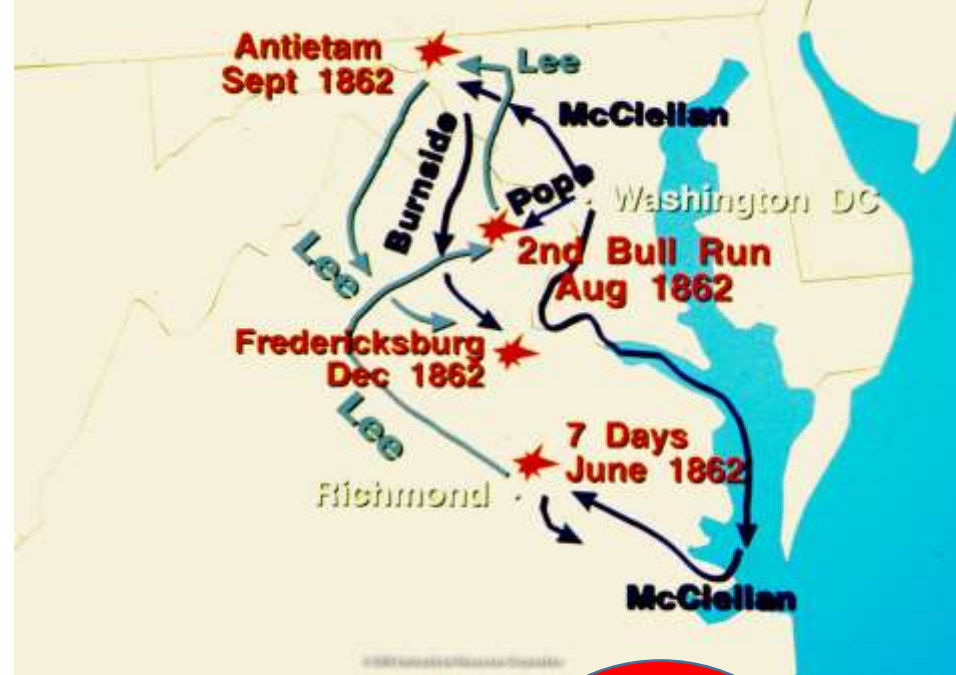 Antietam
Sept 1862
Lee
McClellan
Burnside
Pope
Washington DC
2nd Bull Run
Aug 1862
Lee
Fredericksburg
Dec 1862
Lee
7 Days
June 1862
Richmond
McClellan